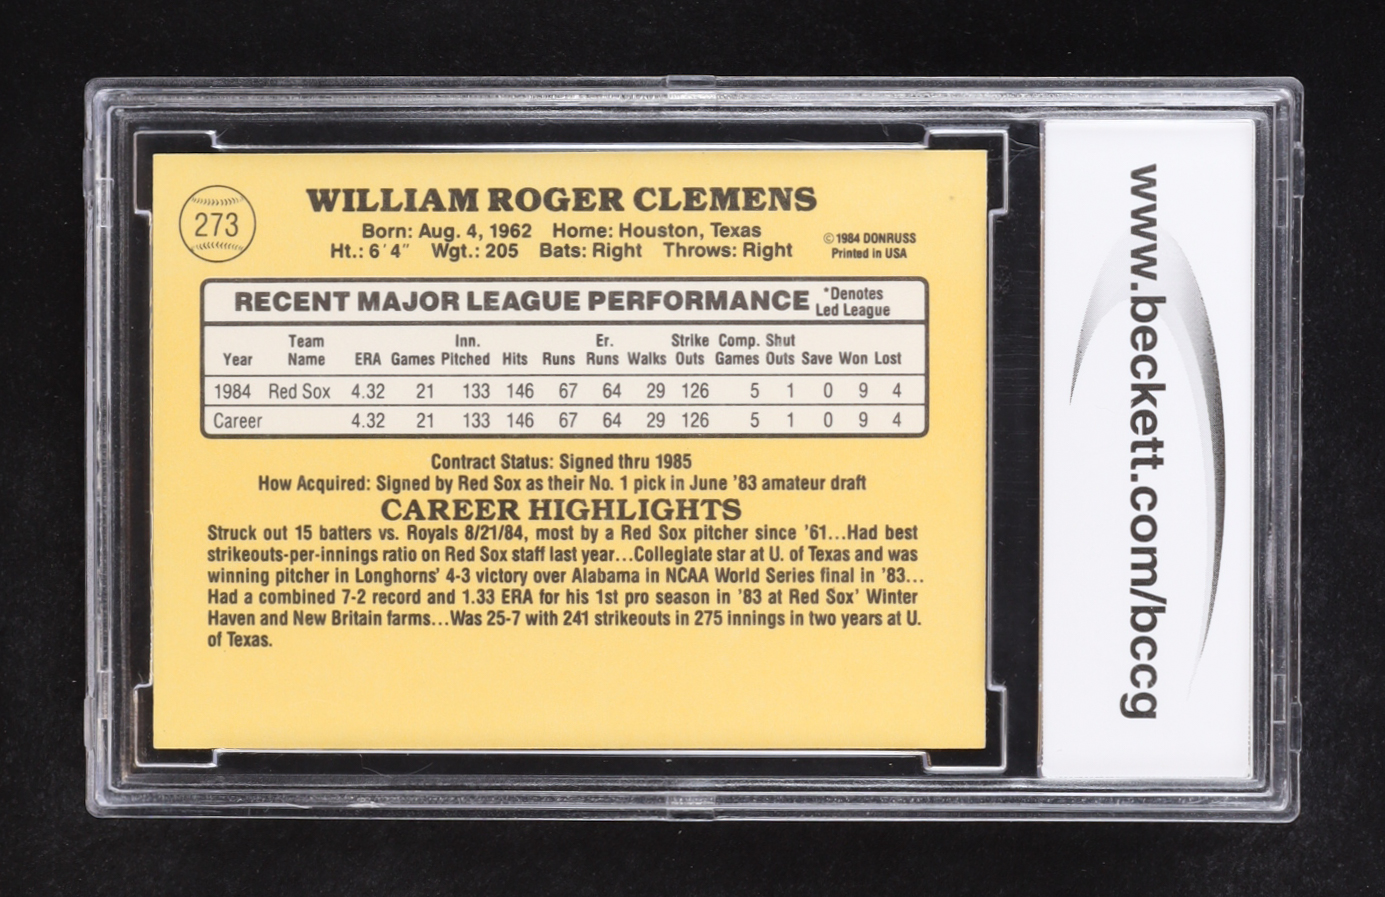 273
WILLIAM ROGER CLEMENS
Born: Aug. 4, 1962 Home: Houston, Texas
Ht.: 6'4" Wgt.: 205 Bats: Right Throws: Right
©1984 DONRUSS
Printed in USA
RECENT MAJOR LEAGUE PERFORMANCE *Denotes
Led League
Team Inn. Er. Strike Comp. Shut
Year Name ERA Games Pitched Hits Runs Runs Walks Outs Games Outs Save Won Lost
1984 Red Sox 4.32 21 133 146 67 64 29 126 5 1 0 9 4
Career 4.32 21 133 146 67 64 29 126 5 1 0 9 4
Contract Status: Signed thru 1985
How Acquired: Signed by Red Sox as their No. 1 pick in June '83 amateur draft
CAREER HIGHLIGHTS
Struck out 15 batters vs. Royals 8/21/84, most by a Red Sox pitcher since '61...Had best
strikeouts-per-innings ratio on Red Sox staff last year...Collegiate star at U. of Texas and was
winning pitcher in Longhorns' 4-3 victory over Alabama in NCAA World Series final in '83...
Had a combined 7-2 record and 1.33 ERA for his 1st pro season in '83 at Red Sox' Winter
Haven and New Britain farms...Was 25-7 with 241 strikeouts in 275 innings in two years at U.
of Texas.
www.beckett.com/bccg